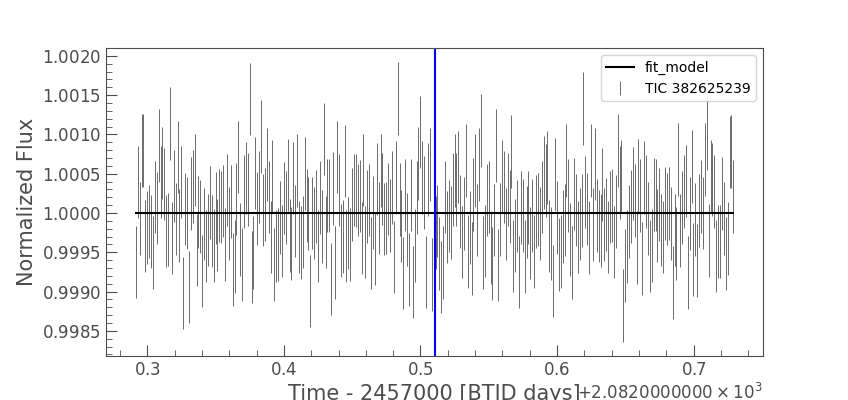 fit_model
TIC 382625239
Normalized Flux
1.0020
1.0015
1.0010
1.0005
1.0000
0.9995
0.9990
0.9985
0.3 0.4 0.5 0.6 0.7
Time - 2457000 [BTJD days]
+2.0820000000 × 10³